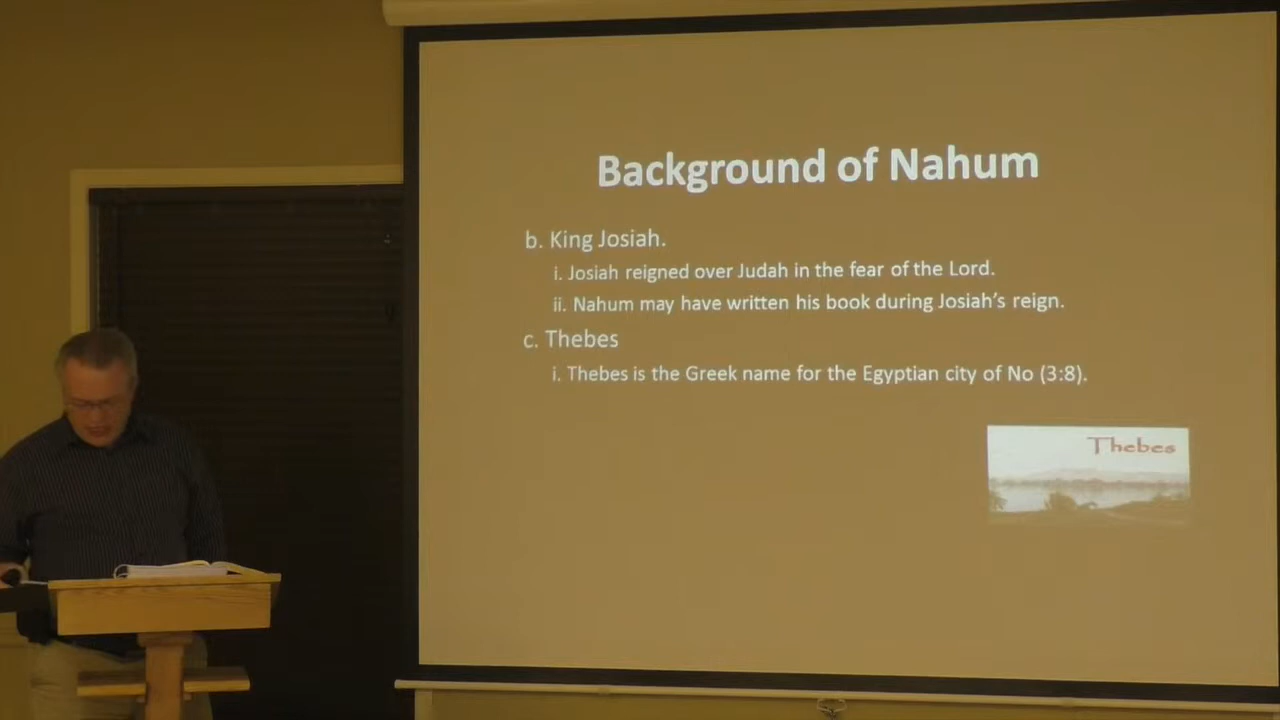 Background of Nahum
b. King Josiah.
i. Josiah reigned over Judah in the fear of the Lord.
ii. Nahum may have written his book during Josiah's reign.
c. Thebes
i. Thebes is the Greek name for the Egyptian city of No (3:8).
Thebes